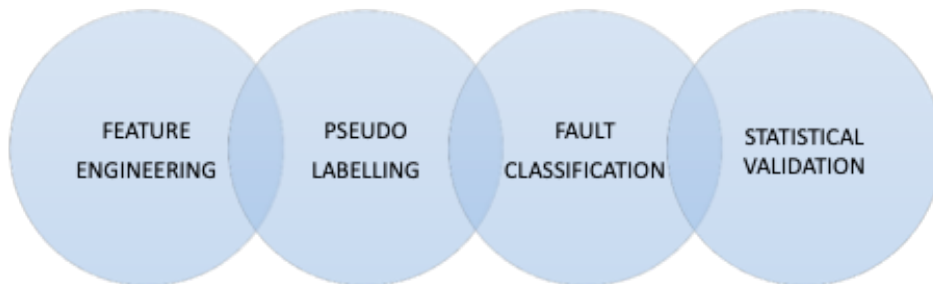 FEATURE
ENGINEERING
PSEUDO
LABELLING
FAULT
CLASSIFICATION
STATISTICAL
VALIDATION